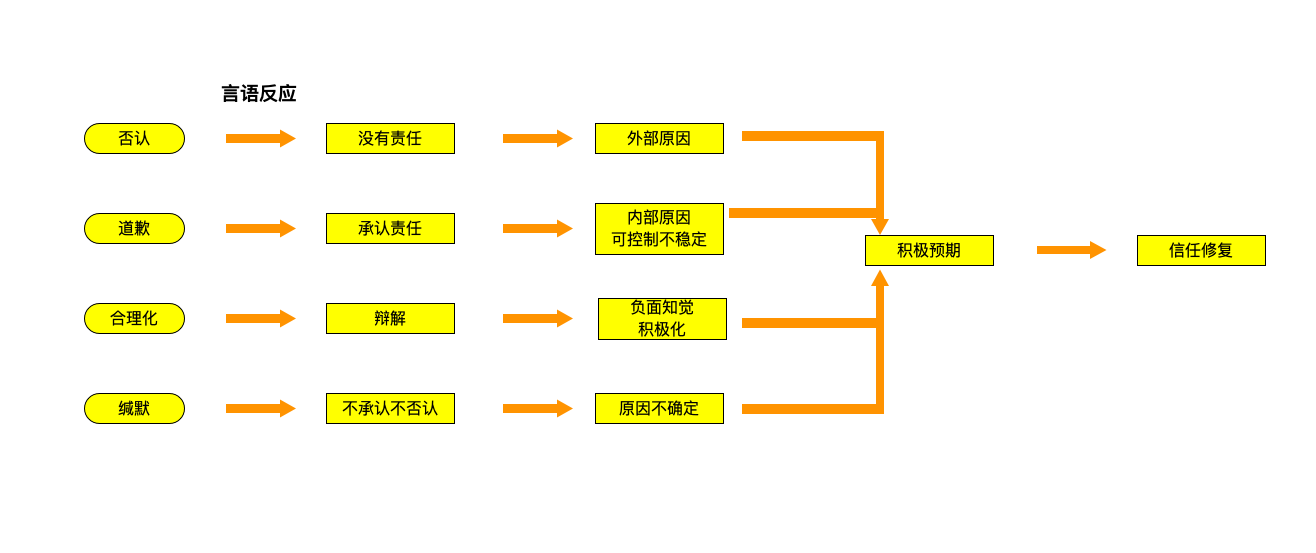 言语反应
否认
没有责任
外部原因
道歉
承认责任
内部原因
可控制不稳定
积极预期
信任修复
合理化
辩解
负面知觉
积极化
缄默
不承认不否认
原因不确定